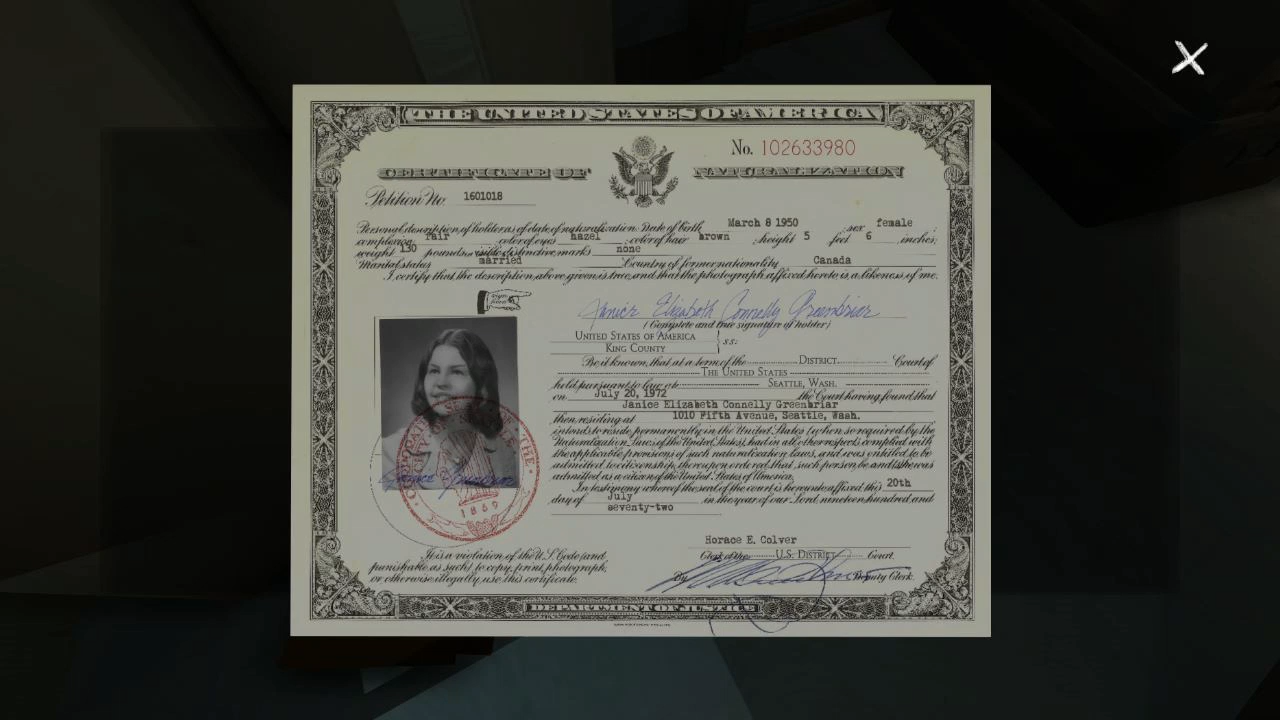 THE UNITED STATES OF AMERICA
No. 102633980
CERTIFICATE OF NATURALIZATION
Petition No. 1601018
Personal description of holder as of date of naturalization: Date of birth March 8 1950 sex female
complexion fair color of eyes hazel color of hair brown height 5 feet 6 inches;
weight 130 pounds, visible distinctive marks none
Marital status married Country of former nationality Canada
I certify that the description above given is true, and that the photograph affixed hereto is a likeness of me.
sign here
Janice Elizabeth Connelly Greenbrier
(Complete and true signature of holder)
UNITED STATES OF AMERICA
KING COUNTY } ss:
Be it known, that at a term of the DISTRICT Court of
THE UNITED STATES
held pursuant to law at SEATTLE, WASH.
on July 20, 1972 the Court having found that
Janice Elizabeth Connelly Greenbriar
then residing at 1010 Fifth Avenue, Seattle, Wash.
intends to reside permanently in the United States (when so required by the
Naturalization Laws of the United States), had in all other respects complied with
the applicable provisions of such naturalization laws, and was entitled to be
admitted to citizenship, thereupon ordered that such person be and (s)he was
admitted as a citizen of the United States of America.
In testimony whereof the seal of the court is hereunto affixed this 20th
day of July in the year of our Lord nineteen hundred and
seventy-two
1869
It is a violation of the U.S. Code (and
punishable as such) to copy, print, photograph,
or otherwise illegally use this certificate.
Horace E. Colver
Clerk of the U.S. DISTRICT Court.
By Deputy Clerk.
DEPARTMENT OF JUSTICE